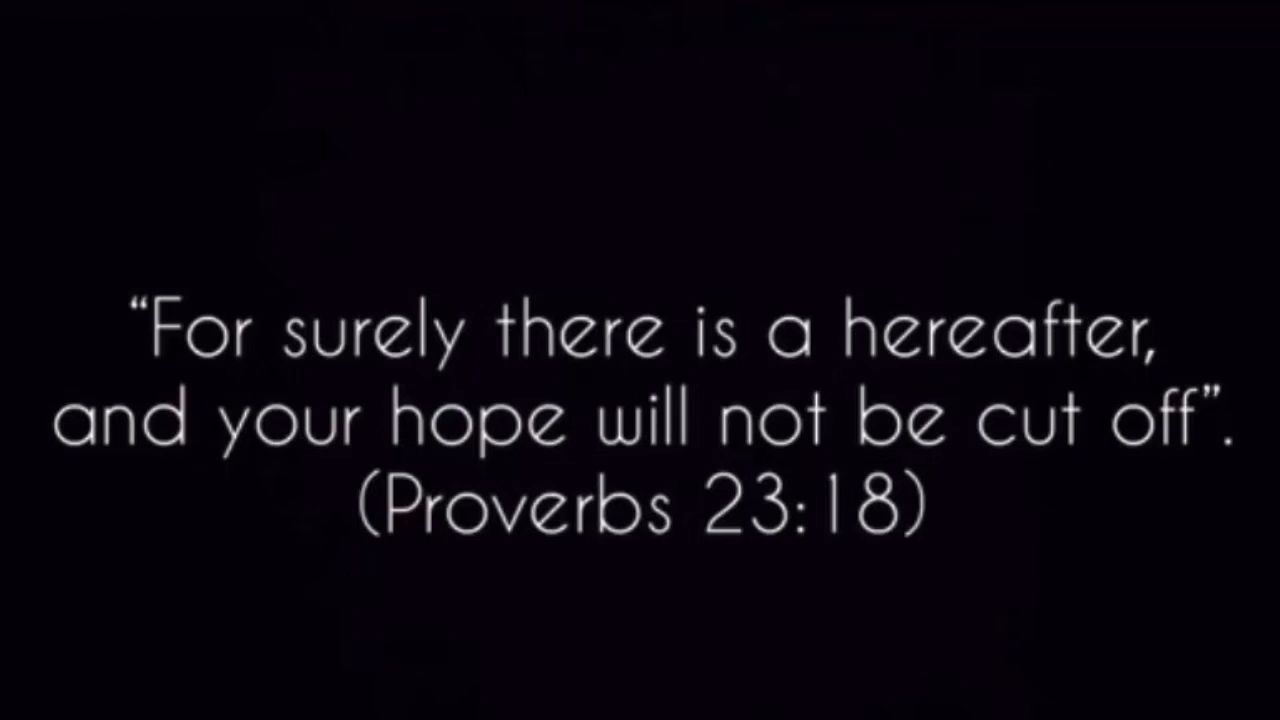 “For surely there is a hereafter,
and your hope will not be cut off”.
(Proverbs 23:18)